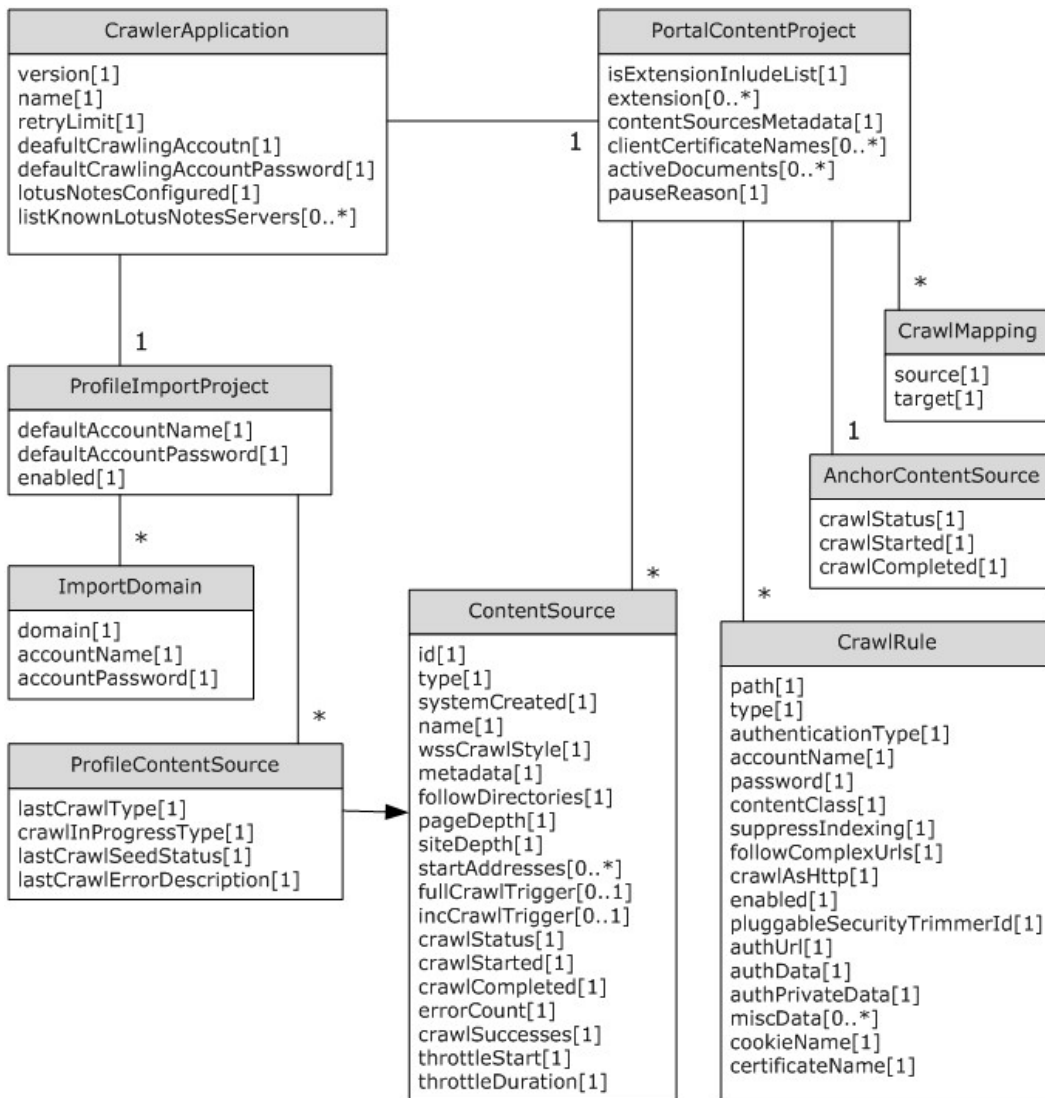 CrawlerApplication
version[1]
name[1]
retryLimit[1]
deafultCrawlingAccoutn[1]
defaultCrawlingAccountPassword[1]
lotusNotesConfigured[1]
listKnownLotusNotesServers[0..*]
1
PortalContentProject
isExtensionInludeList[1]
extension[0..*]
contentSourcesMetadata[1]
clientCertificateNames[0..*]
activeDocuments[0..*]
pauseReason[1]
*
CrawlMapping
source[1]
target[1]
1
ProfileImportProject
defaultAccountName[1]
defaultAccountPassword[1]
enabled[1]
1
AnchorContentSource
crawlStatus[1]
crawlStarted[1]
crawlCompleted[1]
*
ImportDomain
domain[1]
accountName[1]
accountPassword[1]
*
ProfileContentSource
lastCrawlType[1]
crawlInProgressType[1]
lastCrawlSeedStatus[1]
lastCrawlErrorDescription[1]
*
ContentSource
id[1]
type[1]
systemCreated[1]
name[1]
wssCrawlStyle[1]
metadata[1]
followDirectories[1]
pageDepth[1]
siteDepth[1]
startAddresses[0..*]
fullCrawlTrigger[0..1]
incCrawlTrigger[0..1]
crawlStatus[1]
crawlStarted[1]
crawlCompleted[1]
errorCount[1]
crawlSuccesses[1]
throttleStart[1]
throttleDuration[1]
*
CrawlRule
path[1]
type[1]
authenticationType[1]
accountName[1]
password[1]
contentClass[1]
suppressIndexing[1]
followComplexUrls[1]
crawlAsHttp[1]
enabled[1]
pluggableSecurityTrimmerId[1]
authUrl[1]
authData[1]
authPrivateData[1]
miscData[0..*]
cookieName[1]
certificateName[1]